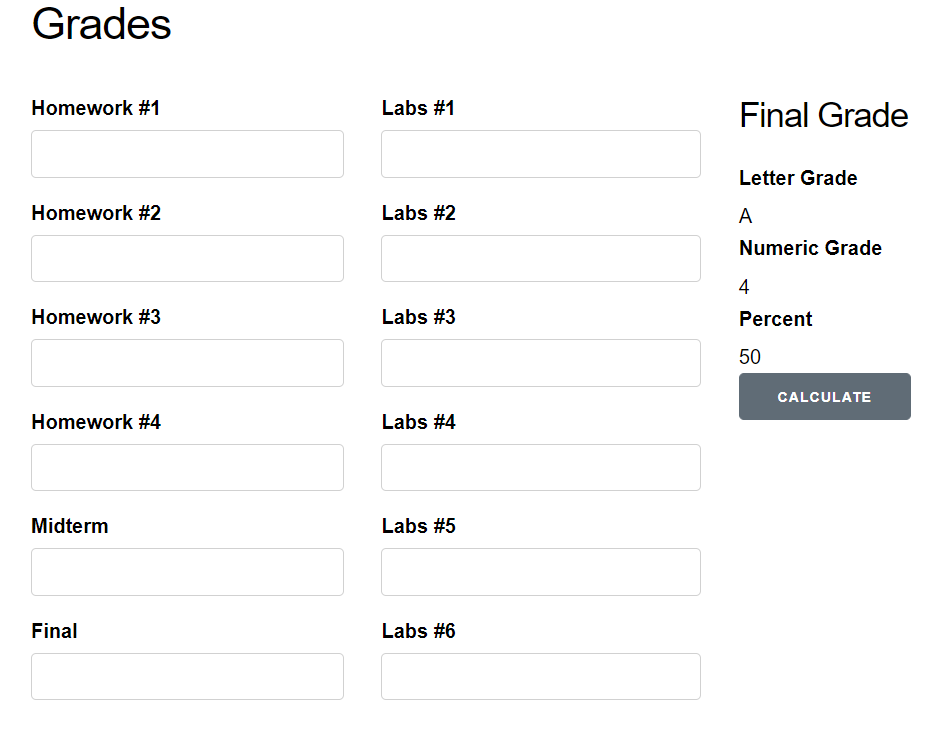 Grades
Homework #1
Homework #2
Homework #3
Homework #4
Midterm
Final
Labs #1
Labs #2
Labs #3
Labs #4
Labs #5
Labs #6
Final Grade
Letter Grade
A
Numeric Grade
4
Percent
50
CALCULATE